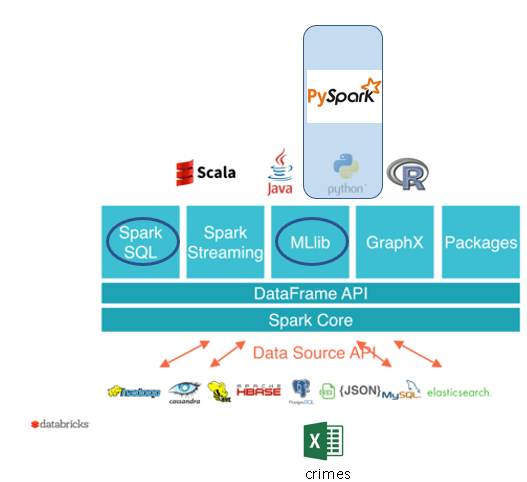 PySpark
Scala
Java
python
R
Spark
SQL
Spark
Streaming
MLlib
GraphX
Packages
DataFrame API
Spark Core
Data Source API
hadoop
cassandra
HIVE
APACHE
HBASE
PostgreSQL
{JSON}
MySQL
elasticsearch.
databricks
X
crimes